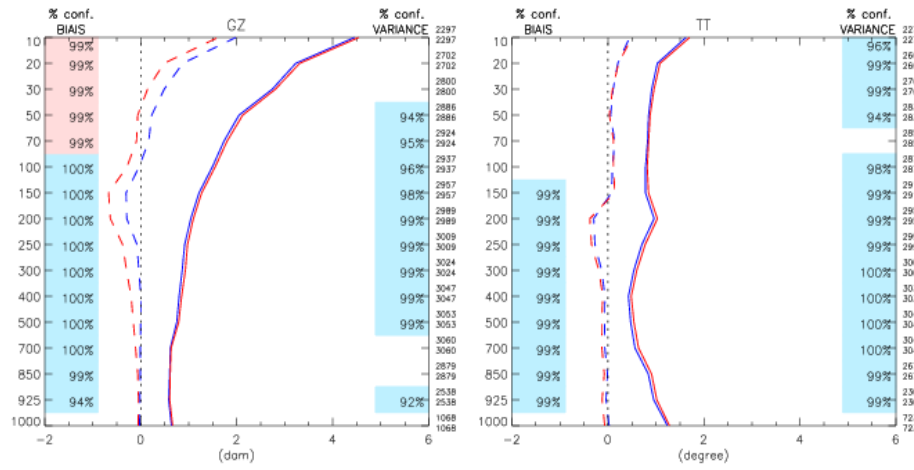 % conf.
BIAIS
GZ
% conf.
VARIANCE
2297
10 99% 2297
2702
20 99% 2702
2800
30 99% 2800
2886
50 99% 94% 2886
2924
70 99% 95% 2924
2937
100 100% 96% 2937
2957
150 100% 98% 2957
2989
200 100% 99% 2989
3009
250 100% 99% 3009
3024
300 100% 99% 3024
3047
400 100% 99% 3047
3053
500 100% 99% 3053
3060
700 100% 3060
2879
850 99% 2879
2538
925 94% 92% 2538
1068
1000 1068
−2 0 2 4 6
(dam)
% conf.
BIAIS
TT
% conf.
VARIANCE
10 96%
20 99%
30 99%
50 94%
70
100 98%
150 99% 99%
200 99% 99%
250 99% 99%
300 99% 100%
400 99% 100%
500 99% 100%
700 99% 100%
850 99% 99%
925 99% 99%
1000
−2 0 2 4 6
(degree)